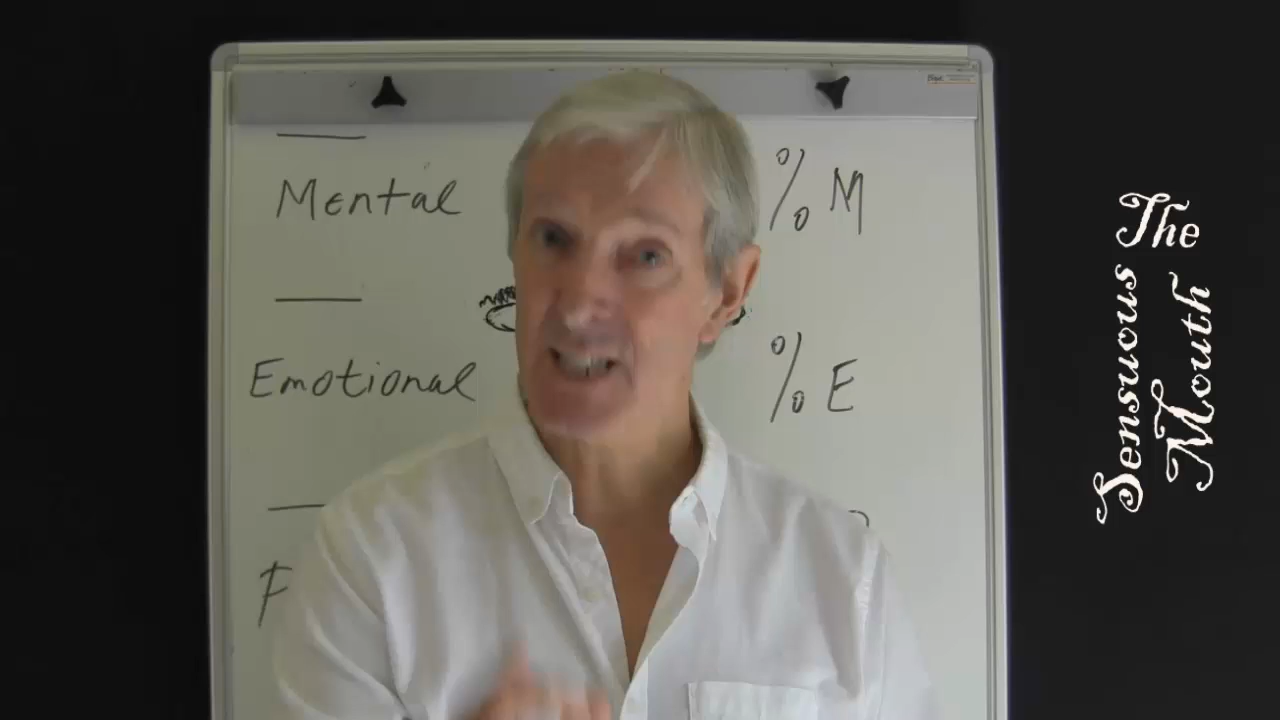 Mental
% M
Emotional
% E
The
Sensuous
Mouth